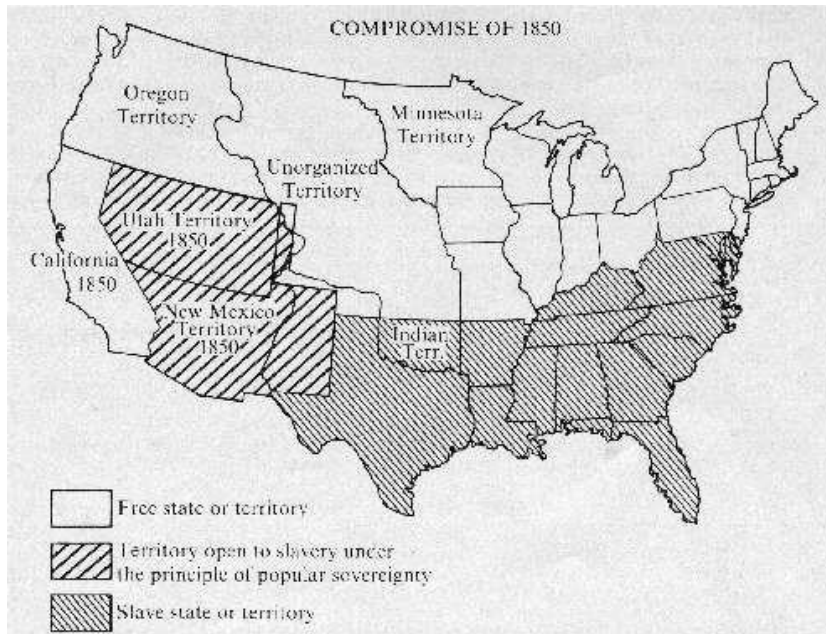 COMPROMISE OF 1850
Oregon
Territory
Minnesota
Territory
Unorganized
Territory
Utah Territory
1850
California
1850
New Mexico
Territory
1850
Indian
Terr.
Free state or territory
Territory open to slavery under
the principle of popular sovereignty
Slave state or territory